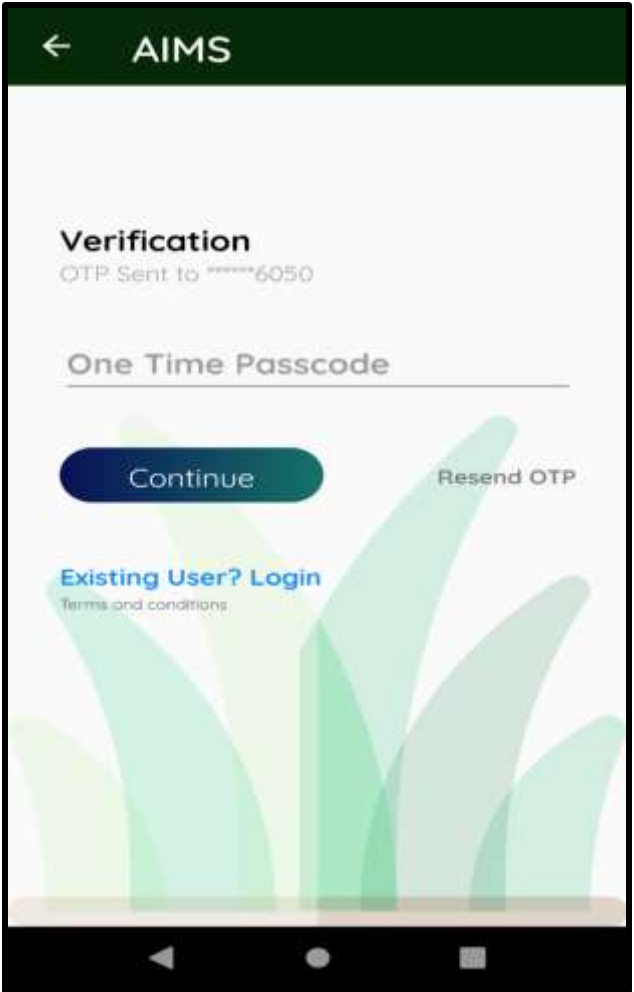 AIMS
Verification
OTP Sent to ******6050
One Time Passcode
Continue
Resend OTP
Existing User? Login
Terms and conditions